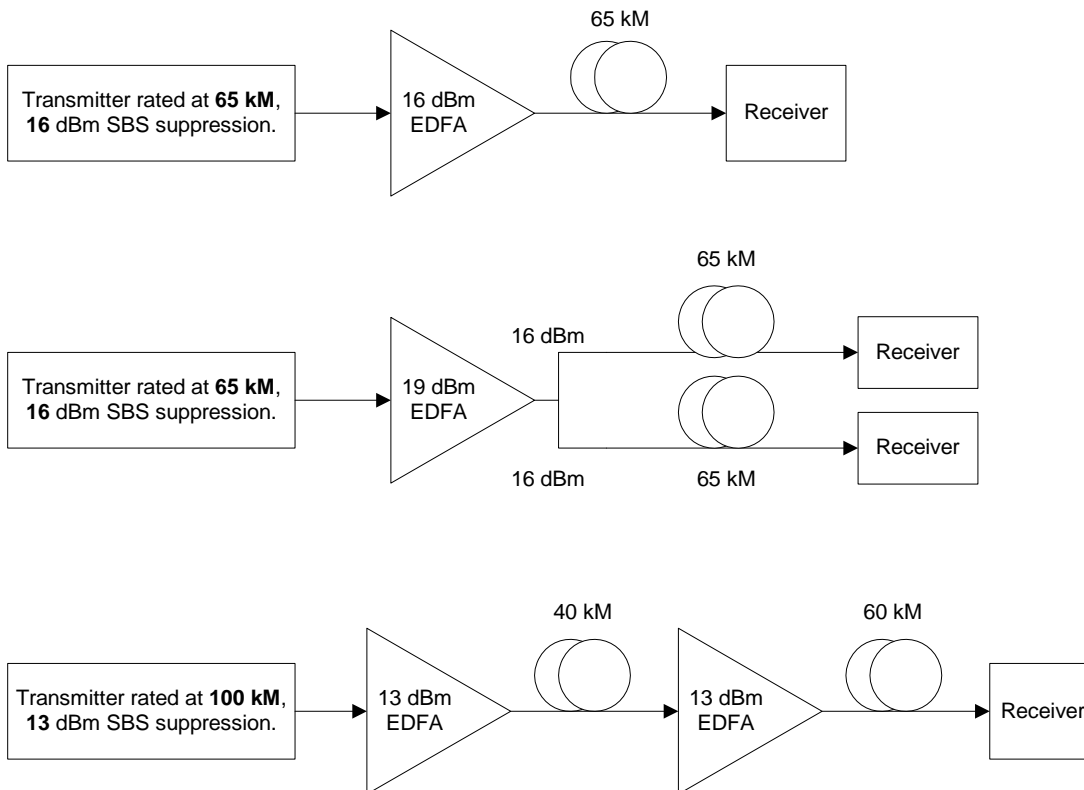 65 kM
Transmitter rated at 65 kM,
16 dBm SBS suppression.
16 dBm
EDFA
Receiver
65 kM
16 dBm
Receiver
Transmitter rated at 65 kM,
16 dBm SBS suppression.
19 dBm
EDFA
Receiver
16 dBm
65 kM
40 kM
60 kM
Transmitter rated at 100 kM,
13 dBm SBS suppression.
13 dBm
EDFA
13 dBm
EDFA
Receiver